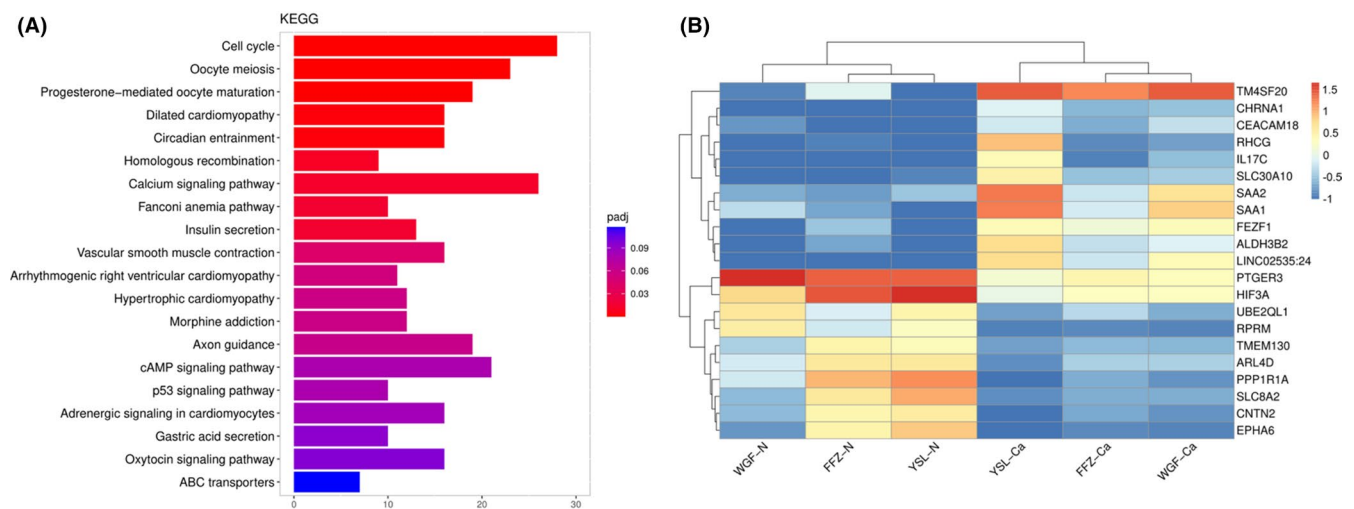 (A)
KEGG
Cell cycle
Oocyte meiosis
Progesterone−mediated oocyte maturation
Dilated cardiomyopathy
Circadian entrainment
Homologous recombination
Calcium signaling pathway
Fanconi anemia pathway
Insulin secretion
Vascular smooth muscle contraction
Arrhythmogenic right ventricular cardiomyopathy
Hypertrophic cardiomyopathy
Morphine addiction
Axon guidance
cAMP signaling pathway
p53 signaling pathway
Adrenergic signaling in cardiomyocytes
Gastric acid secretion
Oxytocin signaling pathway
ABC transporters
0 10 20 30
padj
0.09
0.06
0.03
(B)
TM4SF20
CHRNA1
CEACAM18
RHCG
IL17C
SLC30A10
SAA2
SAA1
FEZF1
ALDH3B2
LINC02535:24
PTGER3
HIF3A
UBE2QL1
RPRM
TMEM130
ARL4D
PPP1R1A
SLC8A2
CNTN2
EPHA6
WGF−N FFZ−N YSL−N YSL−Ca FFZ−Ca WGF−Ca
1.5
1
0.5
0
-0.5
-1